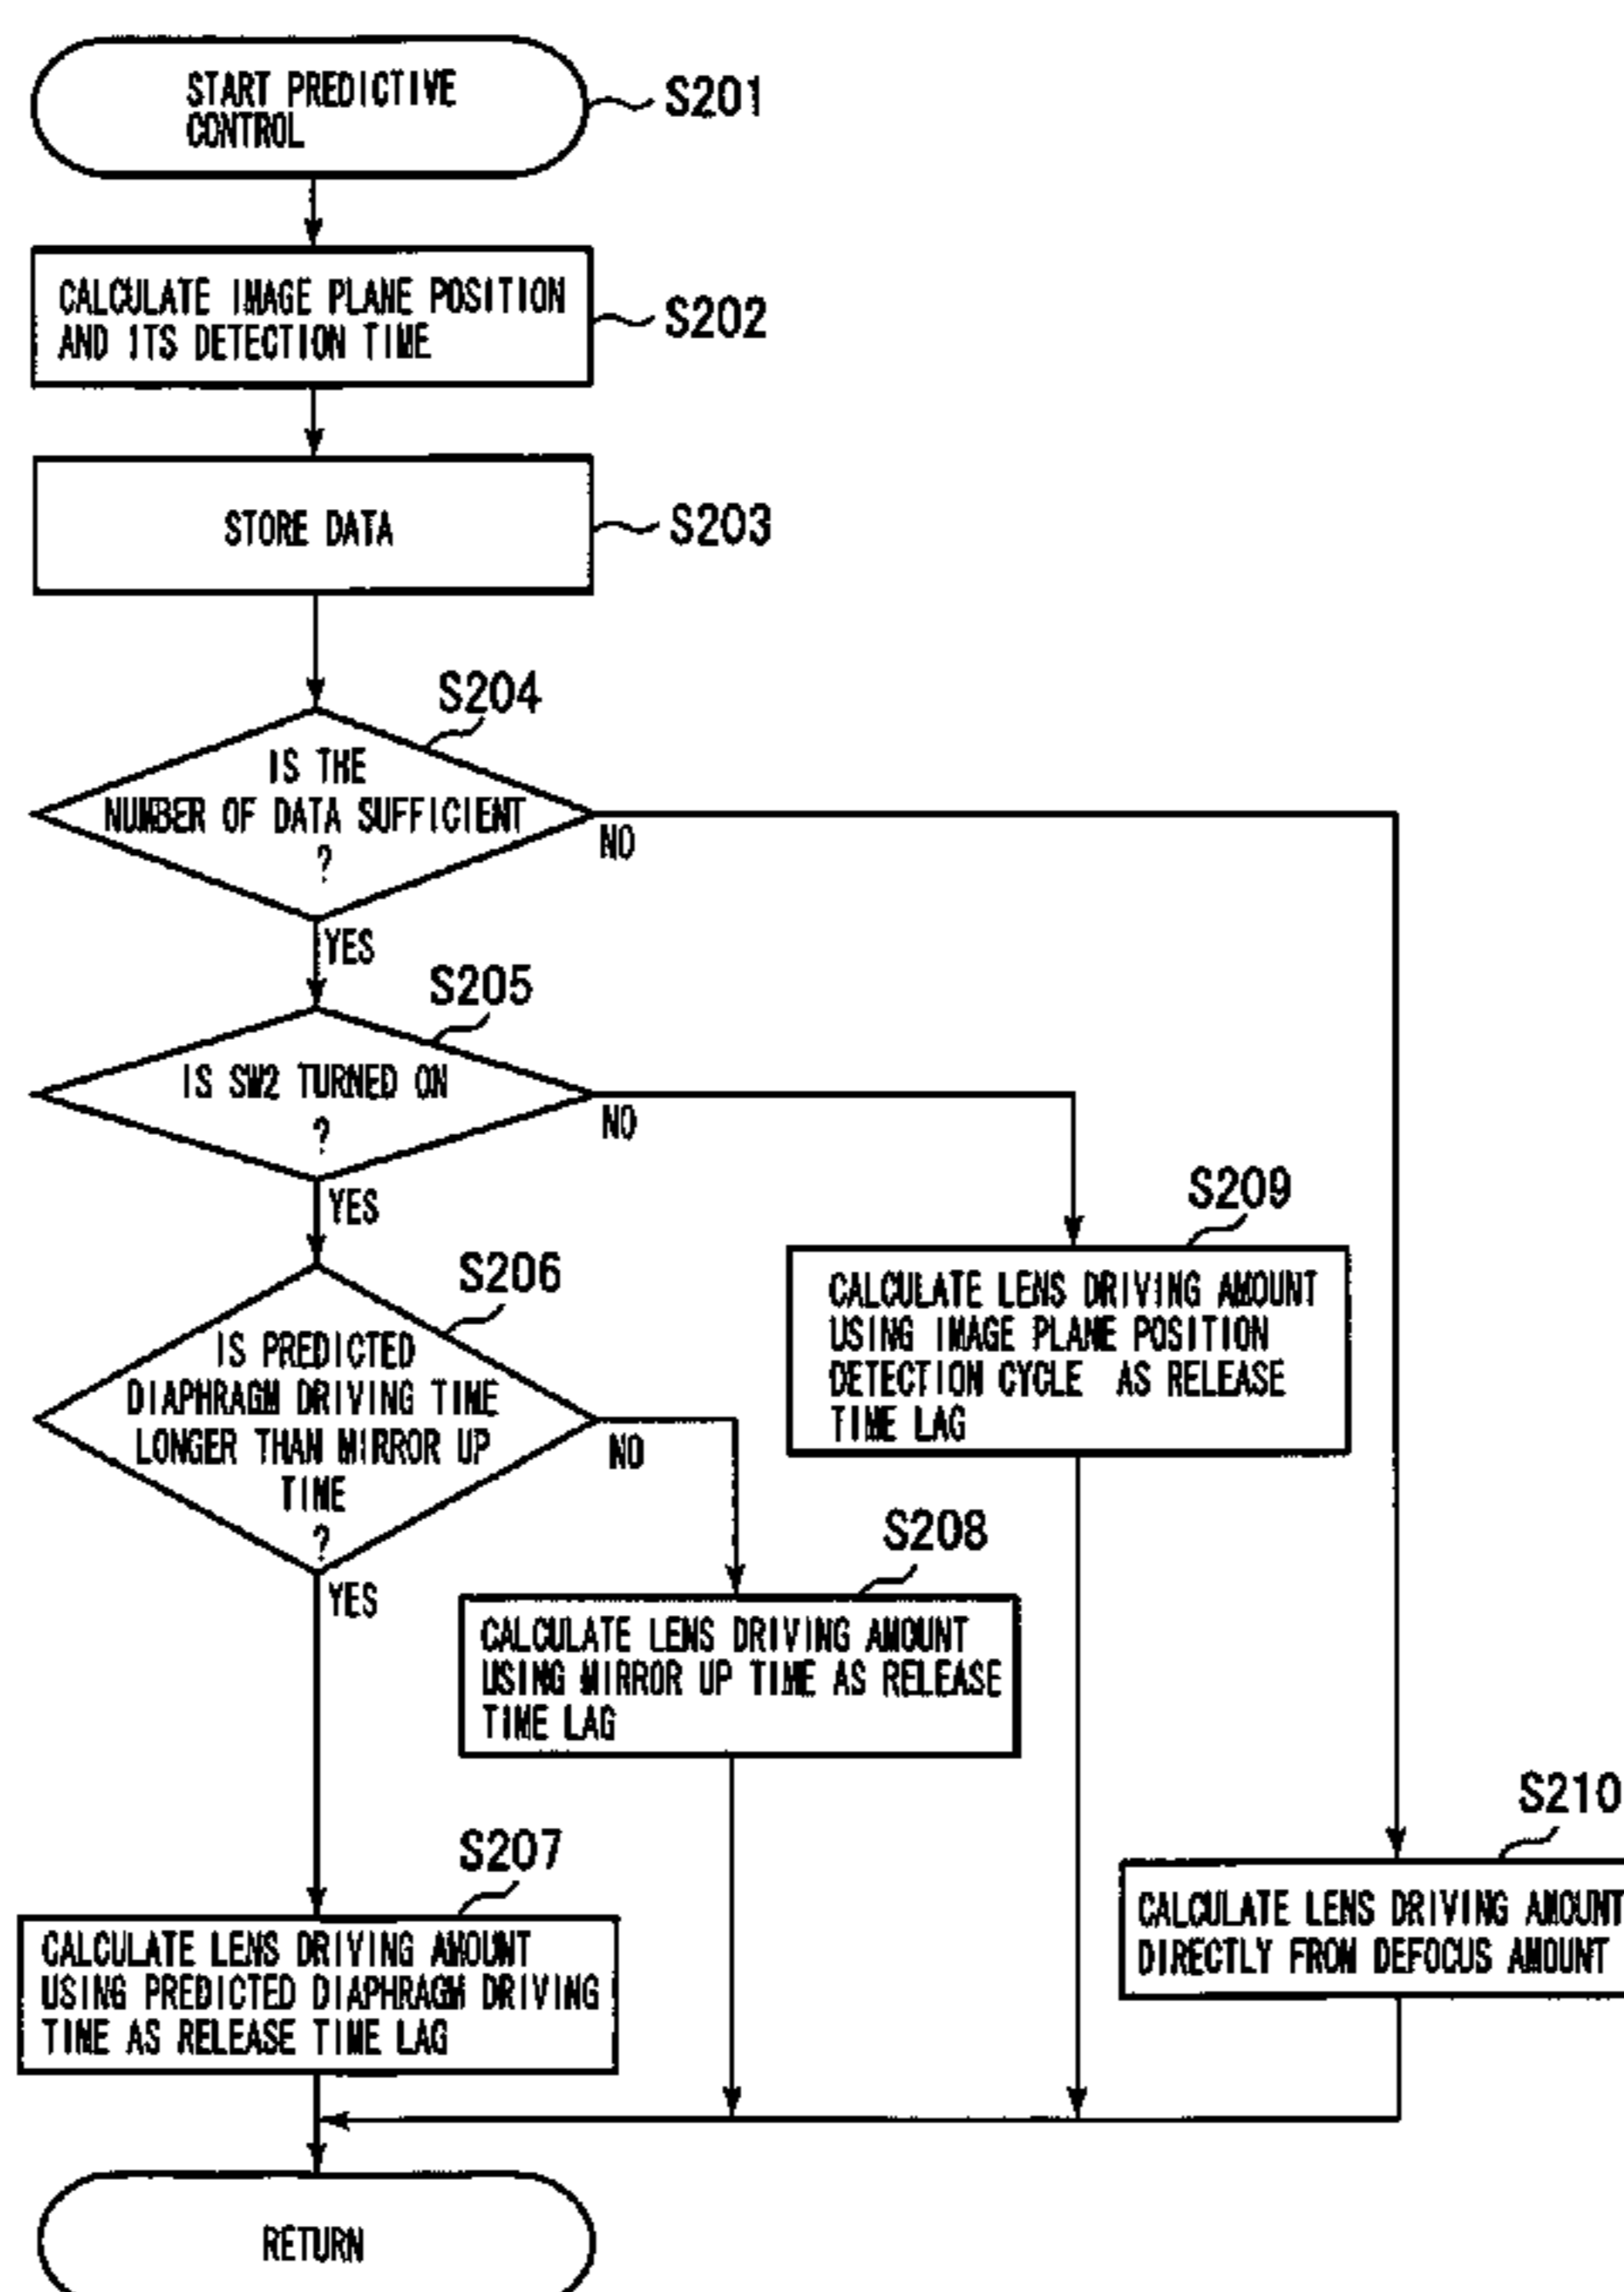 START PREDICTIVE
CONTROL
S201
CALCULATE IMAGE PLANE POSITION
AND ITS DETECTION TIME
S202
STORE DATA
S203
S204
IS THE
NUMBER OF DATA SUFFICIENT
?
NO
YES
S205
IS SW2 TURNED ON
?
NO
YES
S206
IS PREDICTED
DIAPHRAGM DRIVING TIME
LONGER THAN MIRROR UP
TIME
?
NO
YES
S209
CALCULATE LENS DRIVING AMOUNT
USING IMAGE PLANE POSITION
DETECTION CYCLE AS RELEASE
TIME LAG
S208
CALCULATE LENS DRIVING AMOUNT
USING MIRROR UP TIME AS RELEASE
TIME LAG
S210
CALCULATE LENS DRIVING AMOUNT
DIRECTLY FROM DEFOCUS AMOUNT
S207
CALCULATE LENS DRIVING AMOUNT
USING PREDICTED DIAPHRAGM DRIVING
TIME AS RELEASE TIME LAG
RETURN